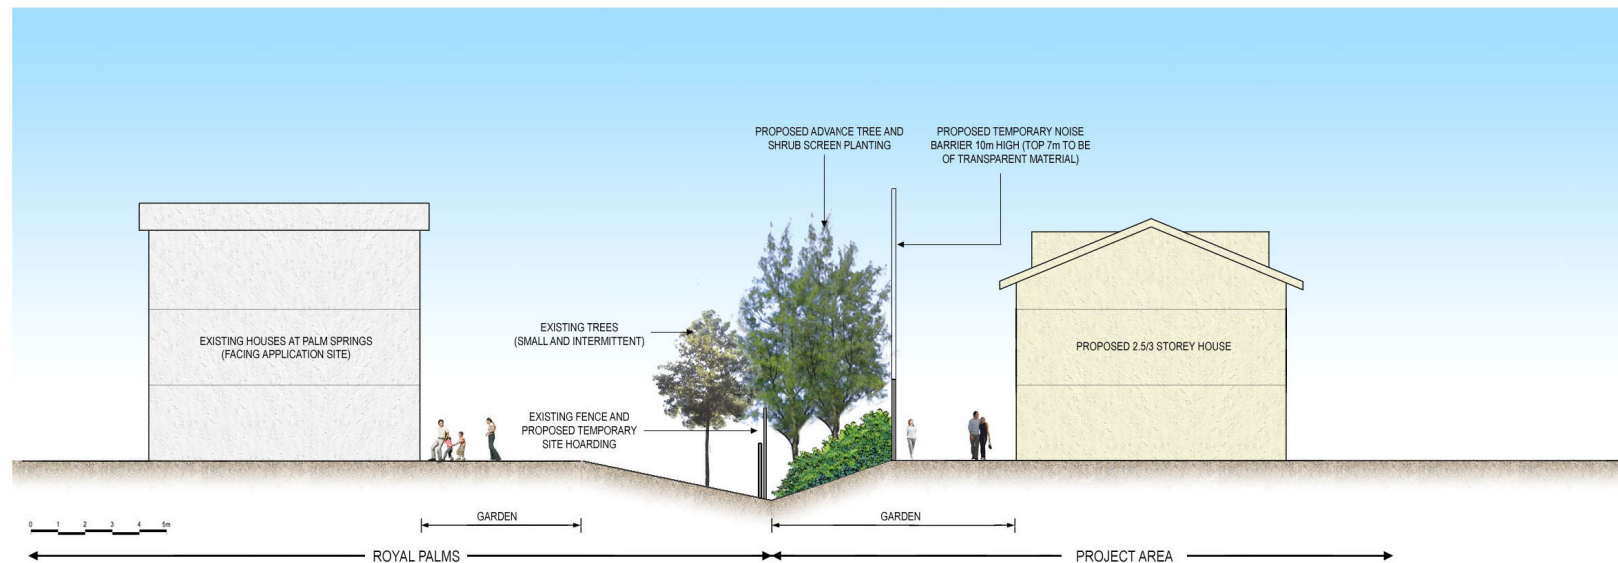 PROPOSED ADVANCE TREE AND
SHRUB SCREEN PLANTING
PROPOSED TEMPORARY NOISE
BARRIER 10m HIGH (TOP 7m TO BE
OF TRANSPARENT MATERIAL)
EXISTING HOUSES AT PALM SPRINGS
(FACING APPLICATION SITE)
EXISTING TREES
(SMALL AND INTERMITTENT)
PROPOSED 2.5/3 STOREY HOUSE
EXISTING FENCE AND
PROPOSED TEMPORARY
SITE HOARDING
0 1 2 3 4 5m
GARDEN
GARDEN
ROYAL PALMS
PROJECT AREA